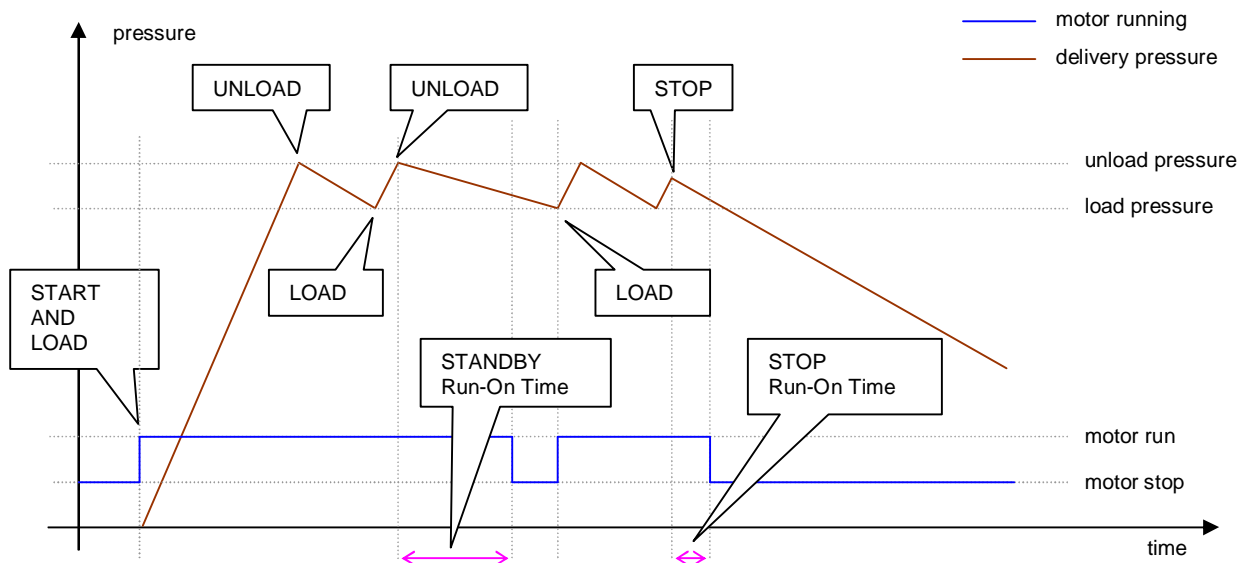 motor running
pressure
delivery pressure
UNLOAD
UNLOAD
STOP
unload pressure
load pressure
START
AND
LOAD
LOAD
LOAD
STANDBY
Run-On Time
STOP
Run-On Time
motor run
motor stop
time